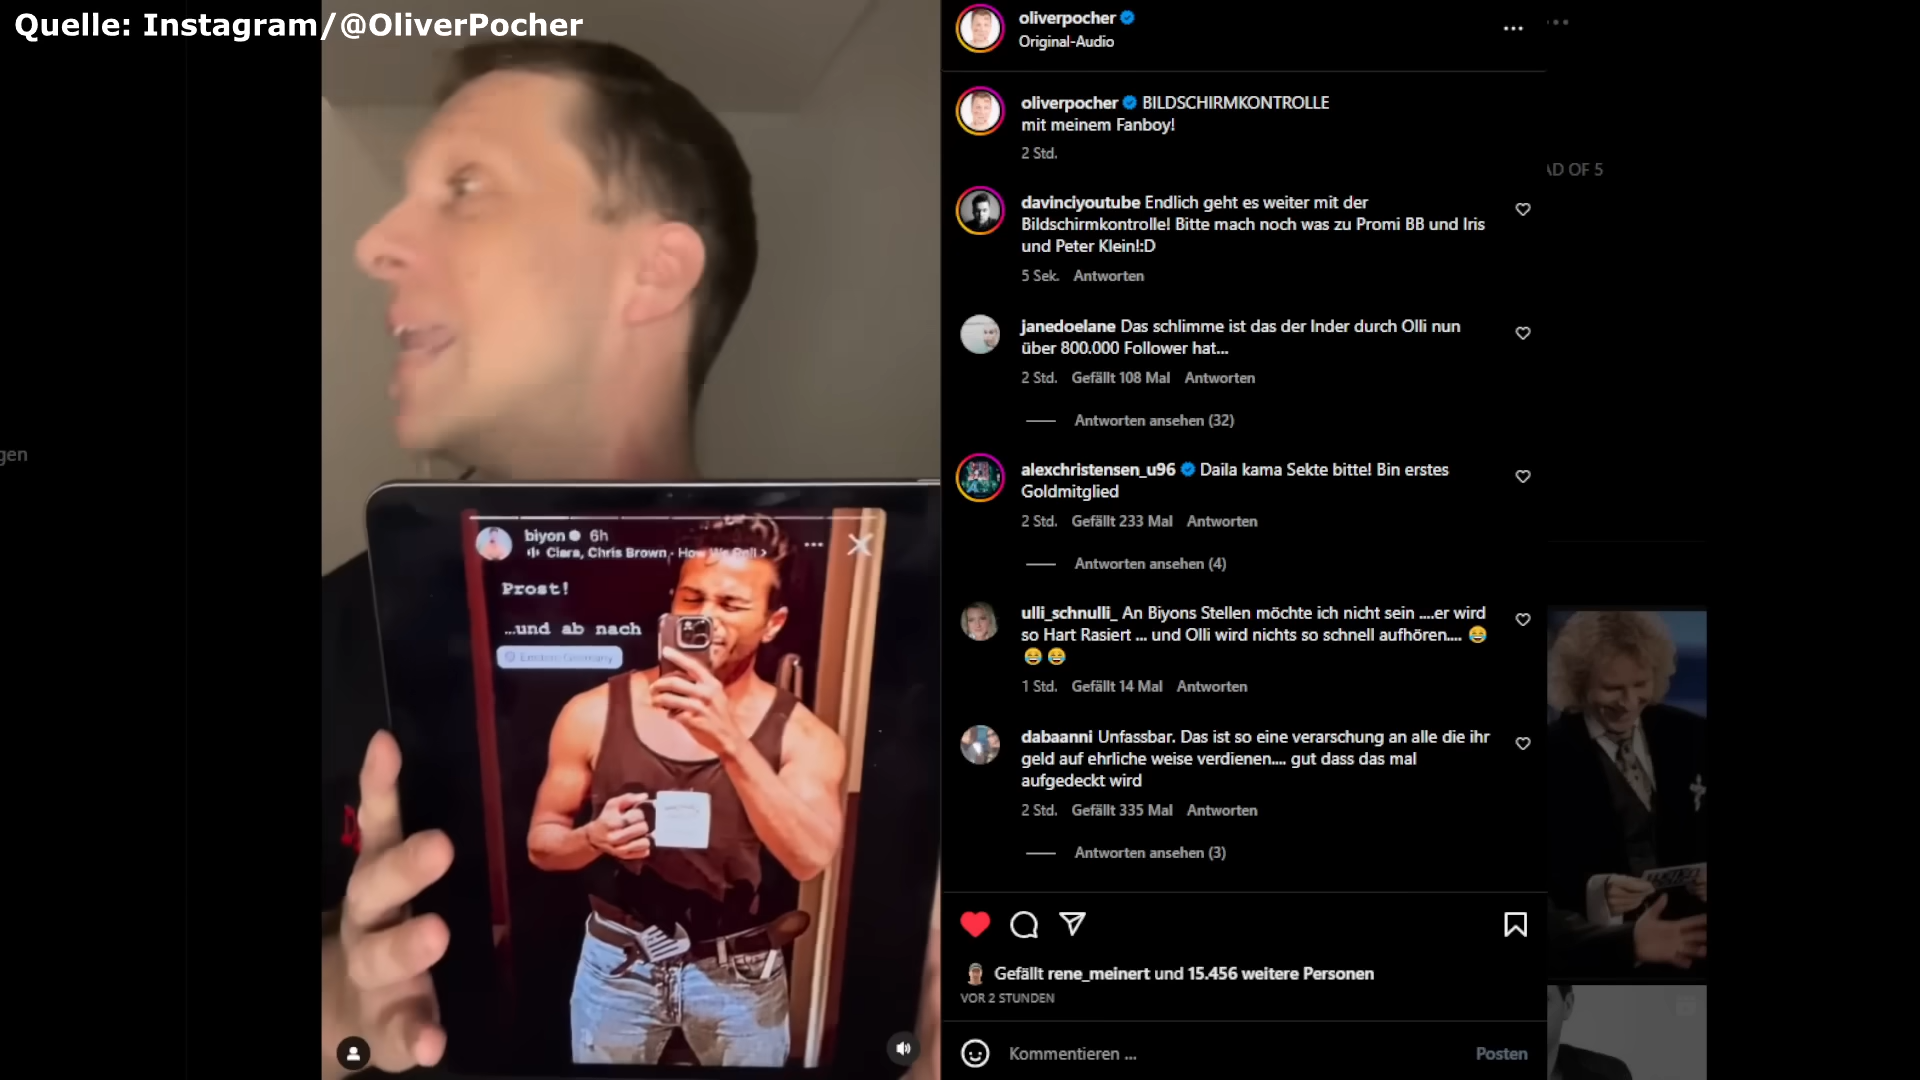 Quelle: Instagram/@OliverPocher
oliverpocher
Original-Audio
oliverpocher BILDSCHIRMKONTROLLE
mit meinem Fanboy!
2 Std.
davinciyoutube Endlich geht es weiter mit der
Bildschirmkontrolle! Bitte mach noch was zu Promi BB und Iris
und Peter Klein!:D
5 Sek. Antworten
janedoelane Das schlimme ist das der Inder durch Olli nun
über 800.000 Follower hat...
2 Std. Gefällt 108 Mal Antworten
Antworten ansehen (32)
alexchristensen_u96 Daila kama Sekte bitte! Bin erstes
Goldmitglied
2 Std. Gefällt 233 Mal Antworten
Antworten ansehen (4)
ulli_schnulli_ An Biyons Stellen möchte ich nicht sein ....er wird
so Hart Rasiert ... und Olli wird nichts so schnell aufhören.... 😂
😂 😂
1 Std. Gefällt 14 Mal Antworten
dabaanni Unfassbar. Das ist so eine verarschung an alle die ihr
geld auf ehrliche weise verdienen.... gut dass das mal
aufgedeckt wird
2 Std. Gefällt 335 Mal Antworten
Antworten ansehen (3)
Gefällt rene_meinert und 15.456 weitere Personen
VOR 2 STUNDEN
Kommentieren ...
Posten
biyon 6h
Ciara, Chris Brown - How We Roll >
Prost!
...und ab nach
gen
AD OF 5